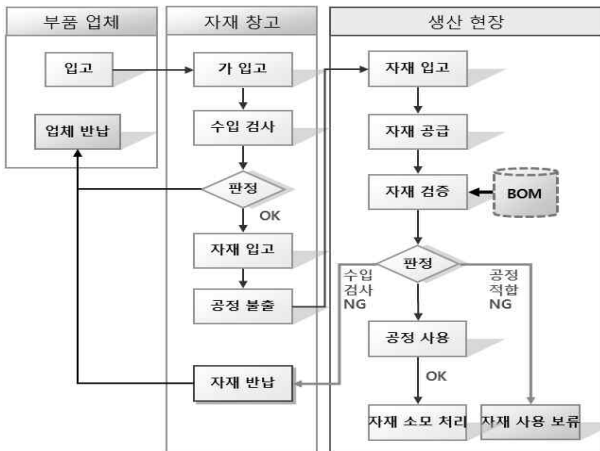 부품 업체
자재 창고
생산 현장
입고
가 입고
자재 입고
업체 반납
수입 검사
자재 공급
판정
자재 검증
BOM
OK
자재 입고
판정
수입
검사
NG
공정
적합
NG
공정 불출
공정 사용
OK
자재 반납
자재 소모 처리
자재 사용 보류